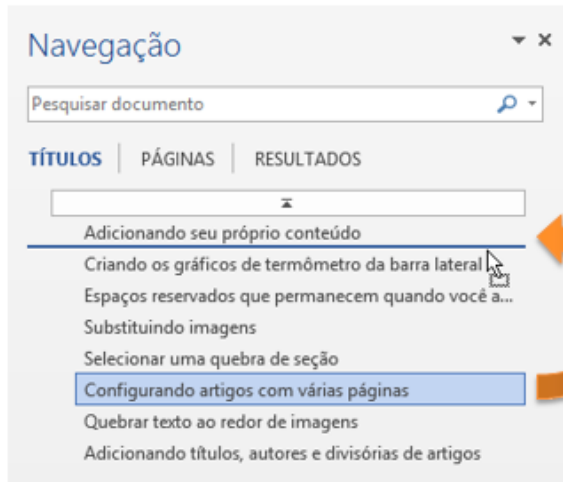 Navegação
Pesquisar documento
TÍTULOS PÁGINAS RESULTADOS
Adicionando seu próprio conteúdo
Criando os gráficos de termômetro da barra lateral
Espaços reservados que permanecem quando você a...
Substituindo imagens
Selecionar uma quebra de seção
Configurando artigos com várias páginas
Quebrar texto ao redor de imagens
Adicionando títulos, autores e divisórias de artigos